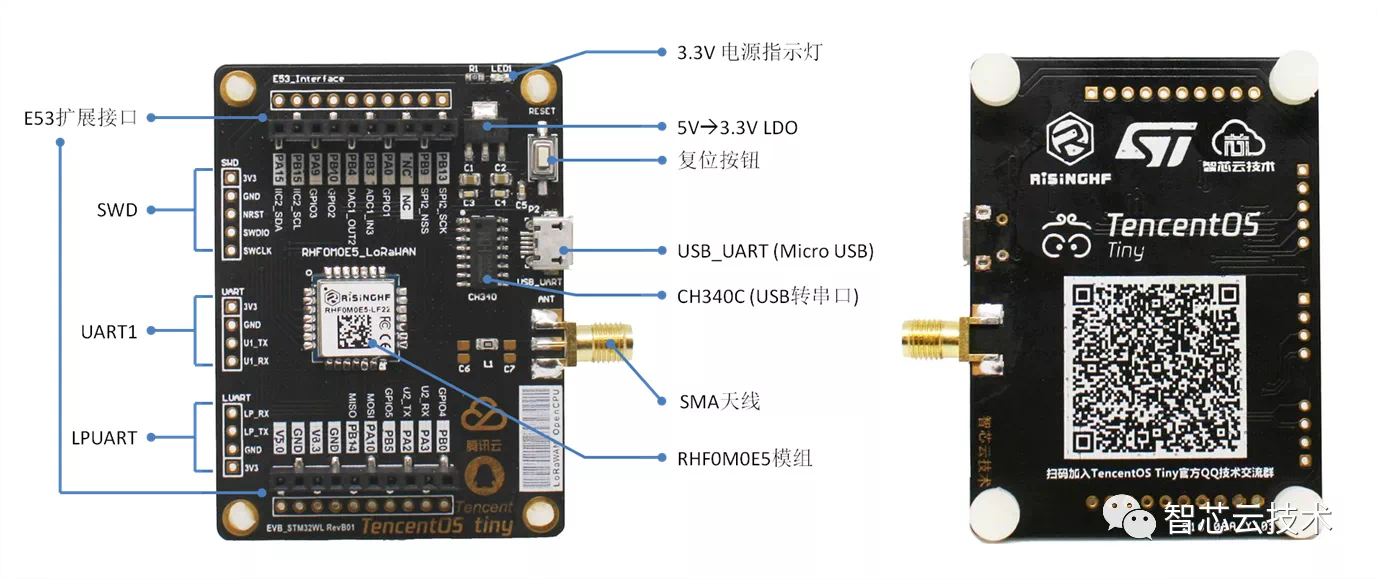 3.3V 电源指示灯
E53扩展接口
5V→3.3V LDO
复位按钮
SWD
USB_UART (Micro USB)
CH340C (USB转串口)
UART1
SMA天线
LPUART
RHF0M0E5模组
E53_Interface
R1
LED1
RESET
PA15
PB15
PA9
PB10
PB4
PB3
PA0
NC
PB9
PB13
IIC2_SDA
IIC2_SCL
GPIO3
GPIO2
DAC1_OUT2
ADC1_IN3
GPIO1
NC
SPI2_NSS
SPI2_SCK
C1
C2
C3
C4
C5
P2
SWD
3V3
GND
NRST
SWDIO
SWCLK
RHF0M0E5_LoRaWAN
RiSiNGHF
RHF0M0E5-LF22
FC
CE
CH340
USB_UART
ANT
UART
3V3
GND
U1_TX
U1_RX
C6
L1
C7
LUART
LP_RX
LP_TX
GND
3V3
MISO
MOSI
GPIO5
U2_TX
U2_RX
GPIO4
V5.0
GND
V3.3
GND
PB14
PA10
PB5
PA2
PA3
PB0
腾讯云
LoRaWAN OpenCPU
Tencent
EVB_STM32WL RevB01
TencentOS tiny
RiSiNGHF
ST
智芯云技术
TencentOS
Tiny
智芯云技术
扫码加入TencentOS Tiny官方QQ技术交流群
智芯云技术